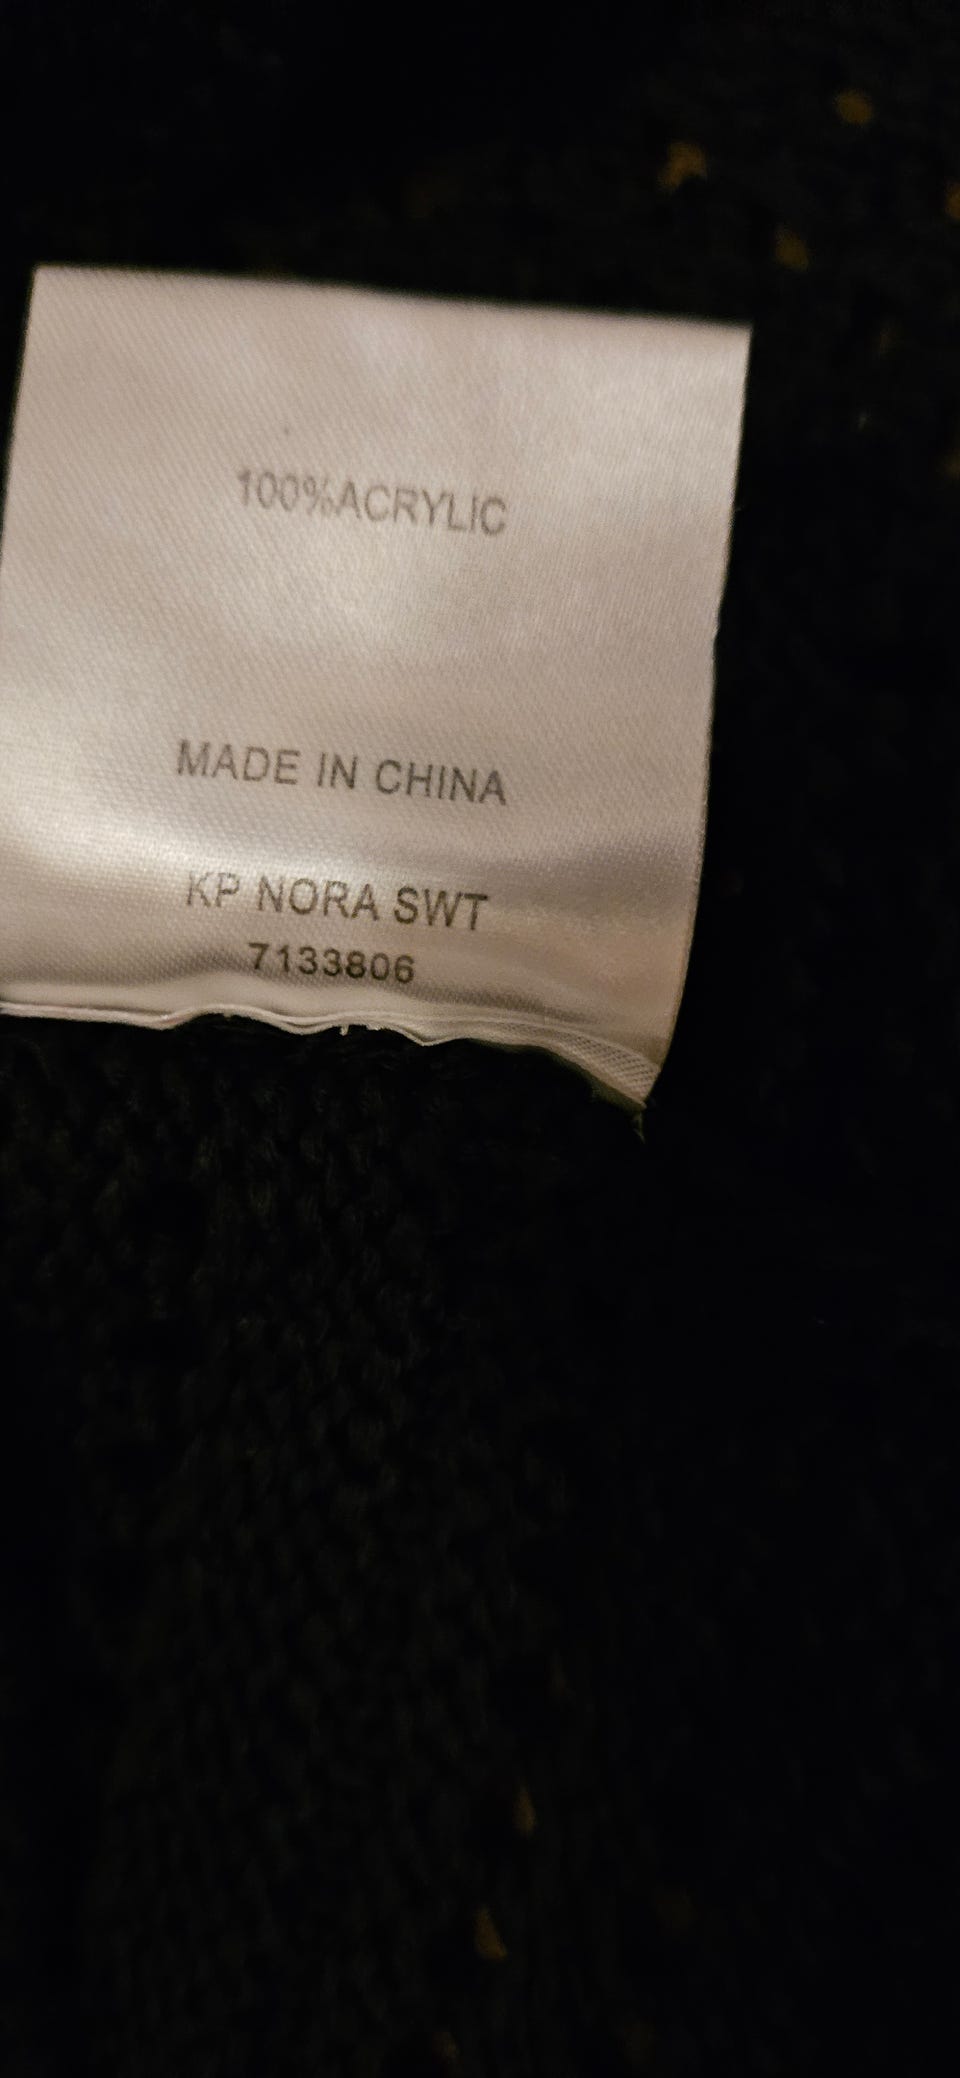 100%ACRYLIC
MADE IN CHINA
KP NORA SWT
7133806